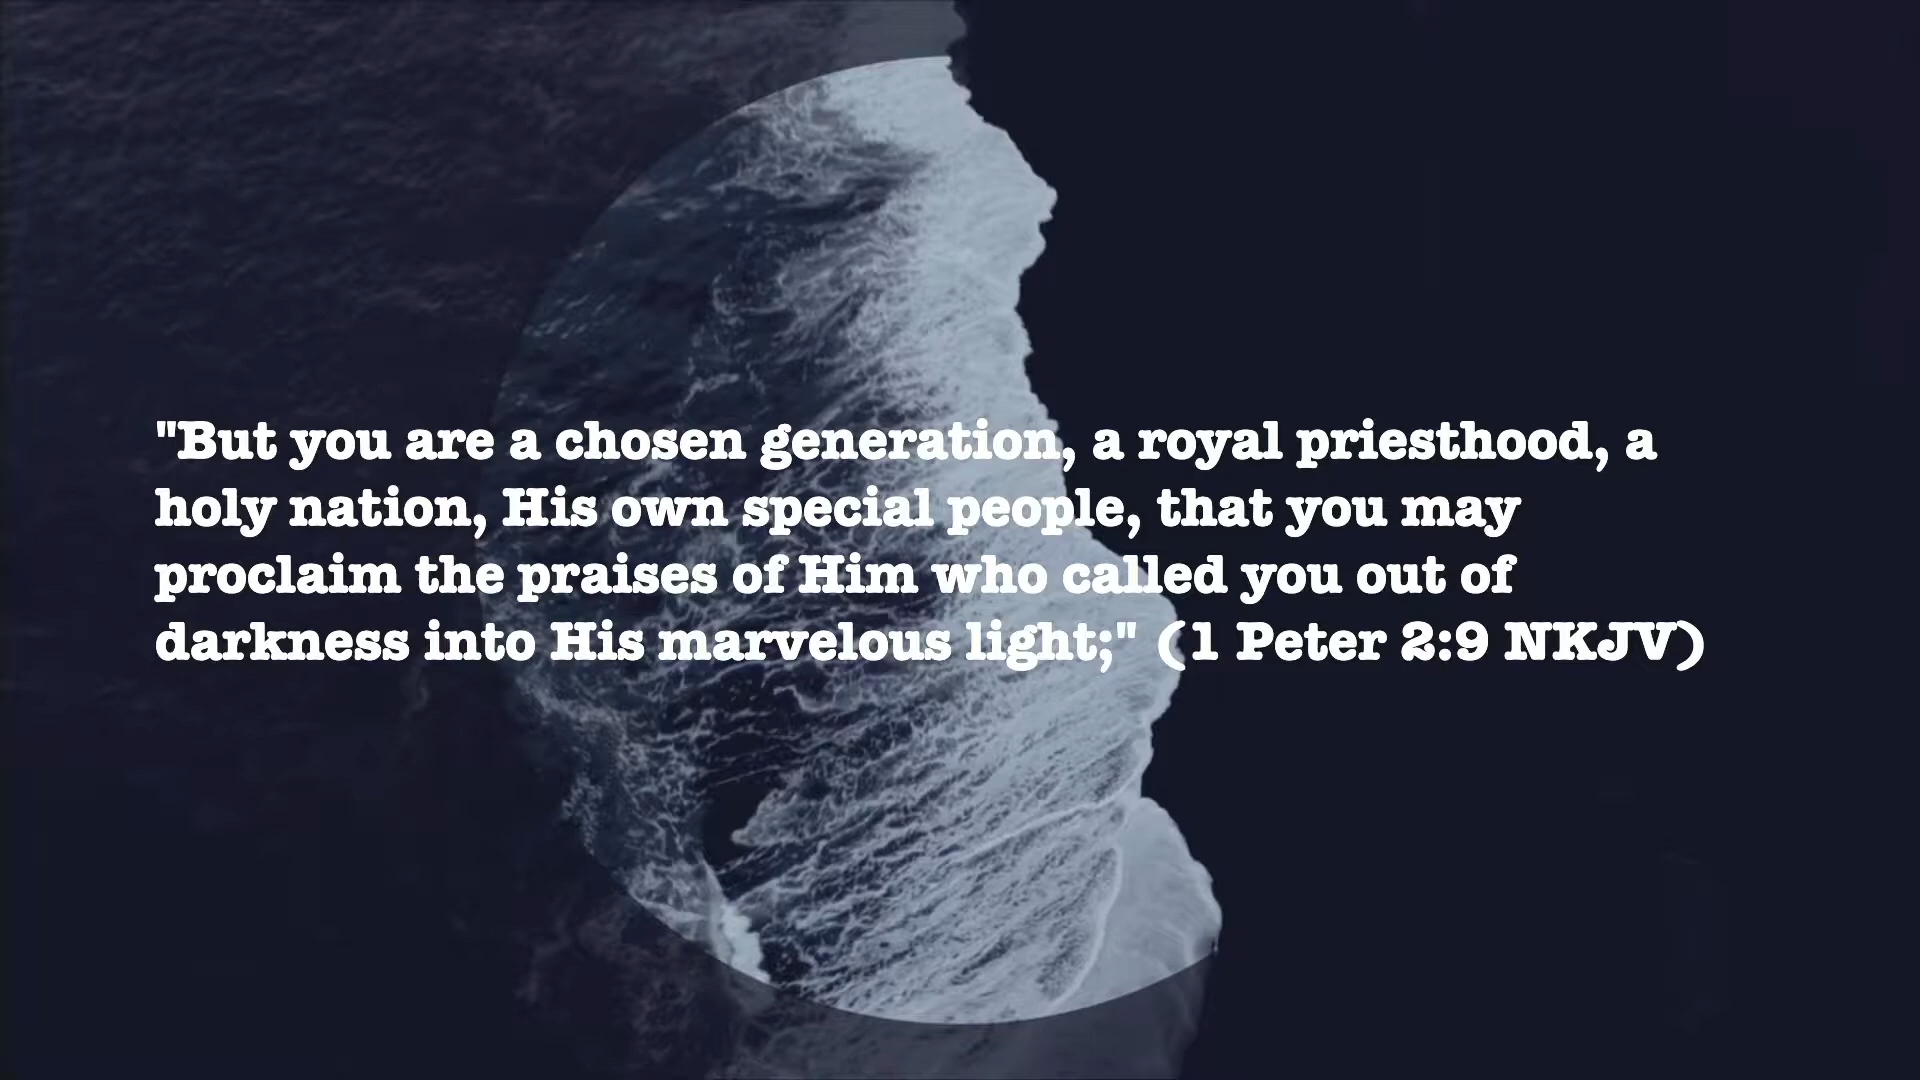 "But you are a chosen generation, a royal priesthood, a
holy nation, His own special people, that you may
proclaim the praises of Him who called you out of
darkness into His marvelous light;" (1 Peter 2:9 NKJV)